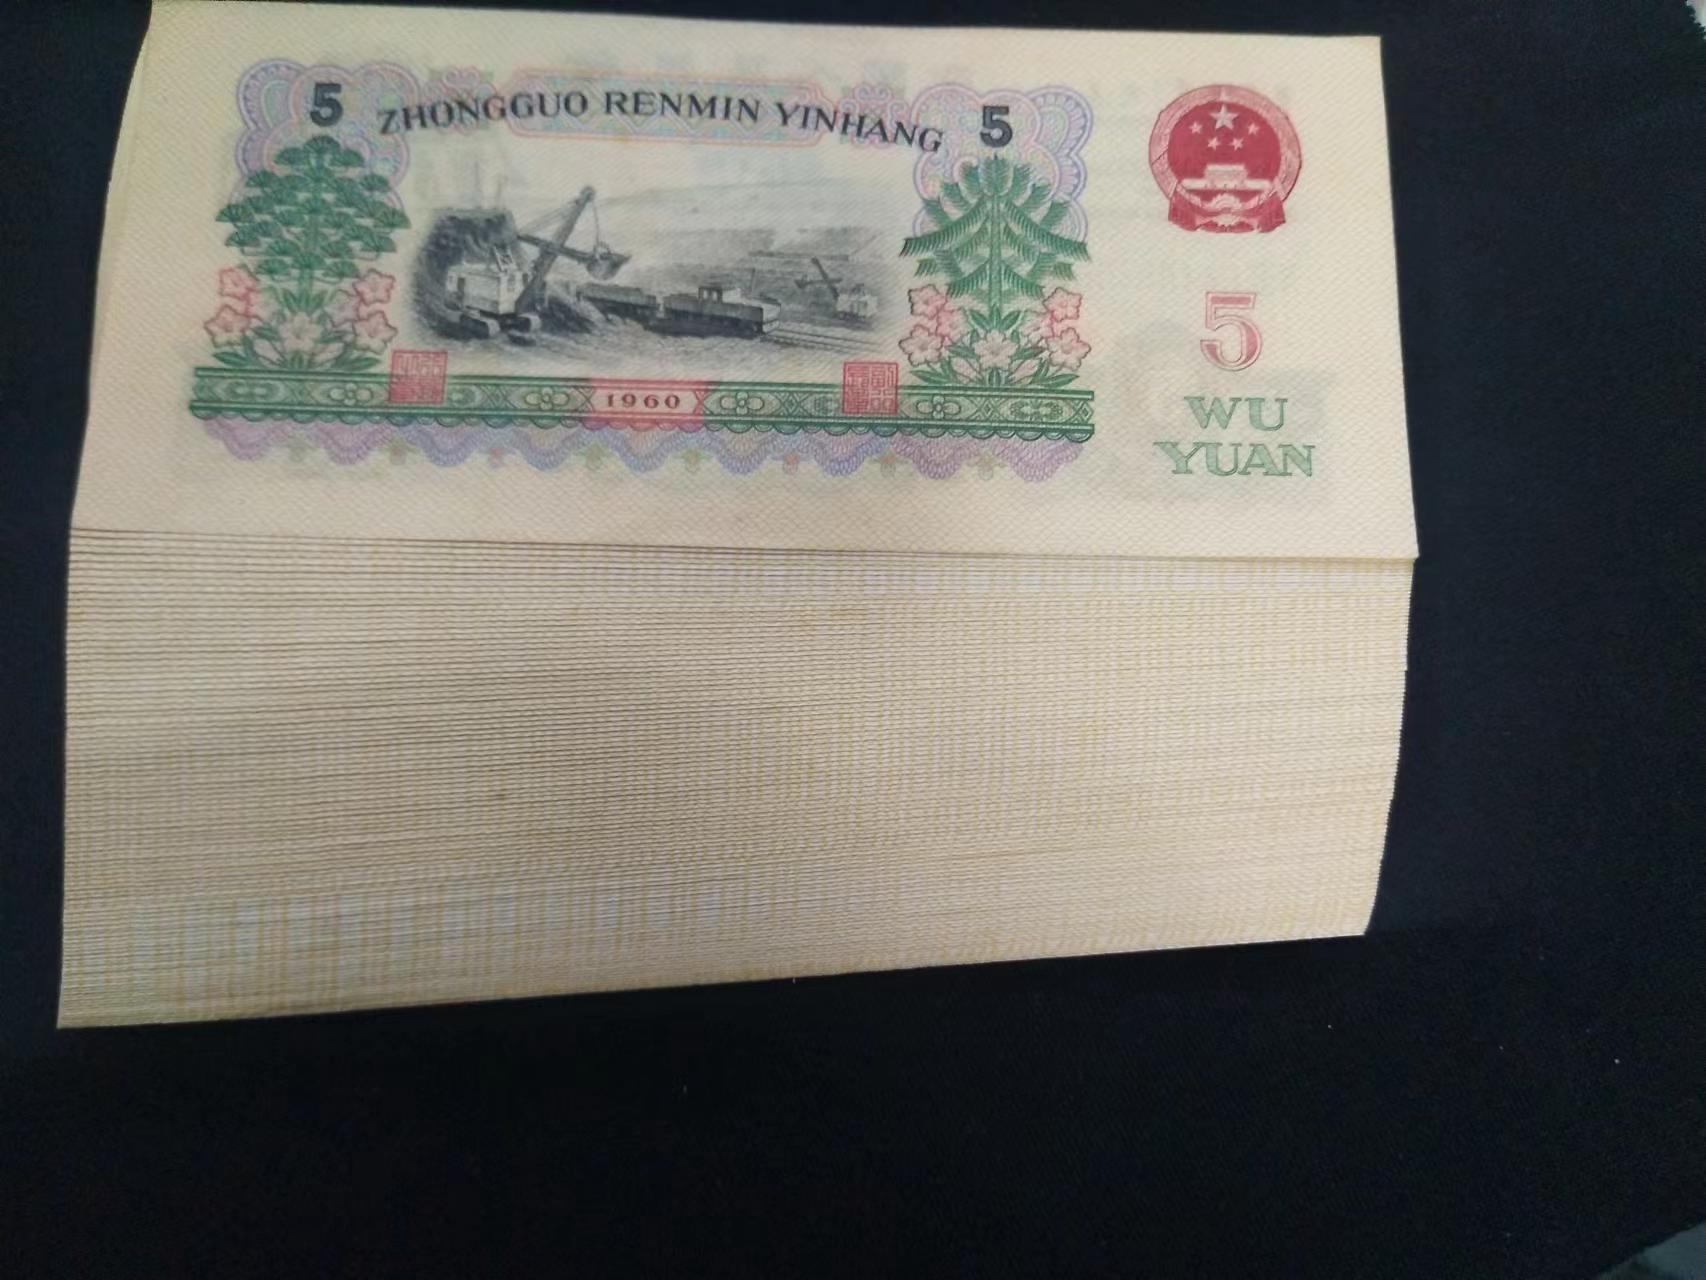 5 ZHONGGUO RENMIN YINHANG 5
1960
5
WU
YUAN